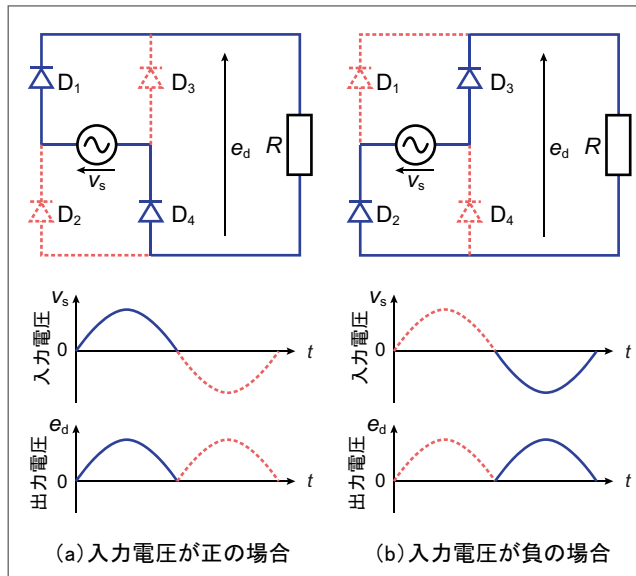 D1 D3
ed R
vs
D2 D4
D1 D3
ed R
vs
D2 D4
vs
入力電圧
0
t
ed
出力電圧
0
t
vs
入力電圧
0
t
ed
出力電圧
0
t
(a)入力電圧が正の場合
(b)入力電圧が負の場合